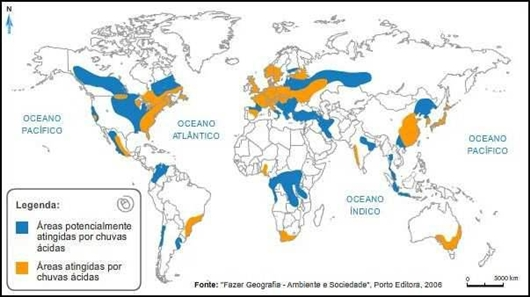 N
OCEANO
PACÍFICO
OCEANO
ATLÂNTICO
OCEANO
PACÍFICO
OCEANO
ÍNDICO
Legenda:
Áreas potencialmente
atingidas por chuvas
ácidas
Áreas atingidas por
chuvas ácidas
Fonte: "Fazer Geografia - Ambiente e Sociedade", Porto Editora, 2006
0 5000 km